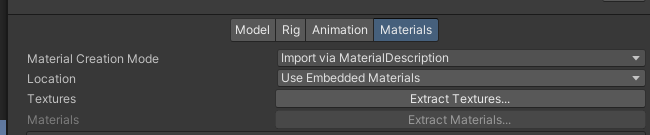 Model Rig Animation Materials
Material Creation Mode Import via MaterialDescription
Location Use Embedded Materials
Textures Extract Textures...
Materials Extract Materials...